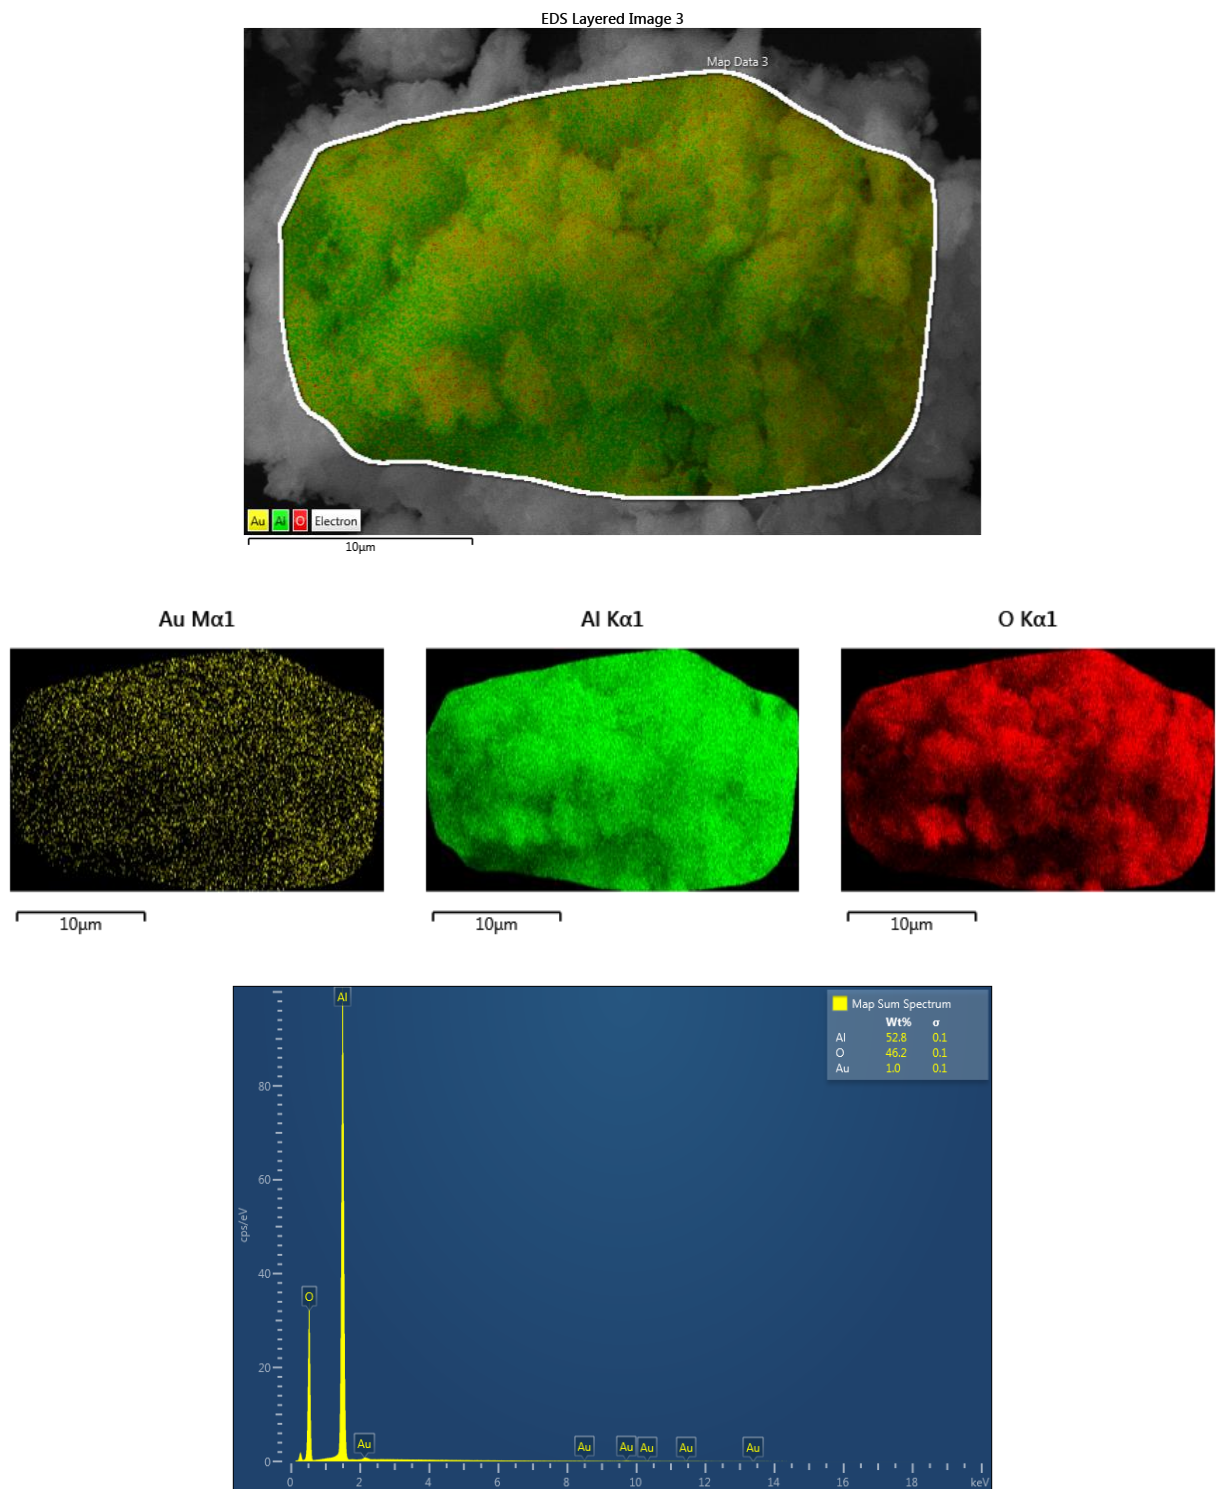 EDS Layered Image 3
Map Data 3
Au Al O Electron
10µm
Au Mα1 Al Kα1 O Kα1
10µm 10µm 10µm
Al
Map Sum Spectrum
Wt% σ
Al 52.8 0.1
O 46.2 0.1
Au 1.0 0.1
80
60
cps/eV
40
O
20
Au Au Au Au Au Au
0
0 2 4 6 8 10 12 14 16 18 keV